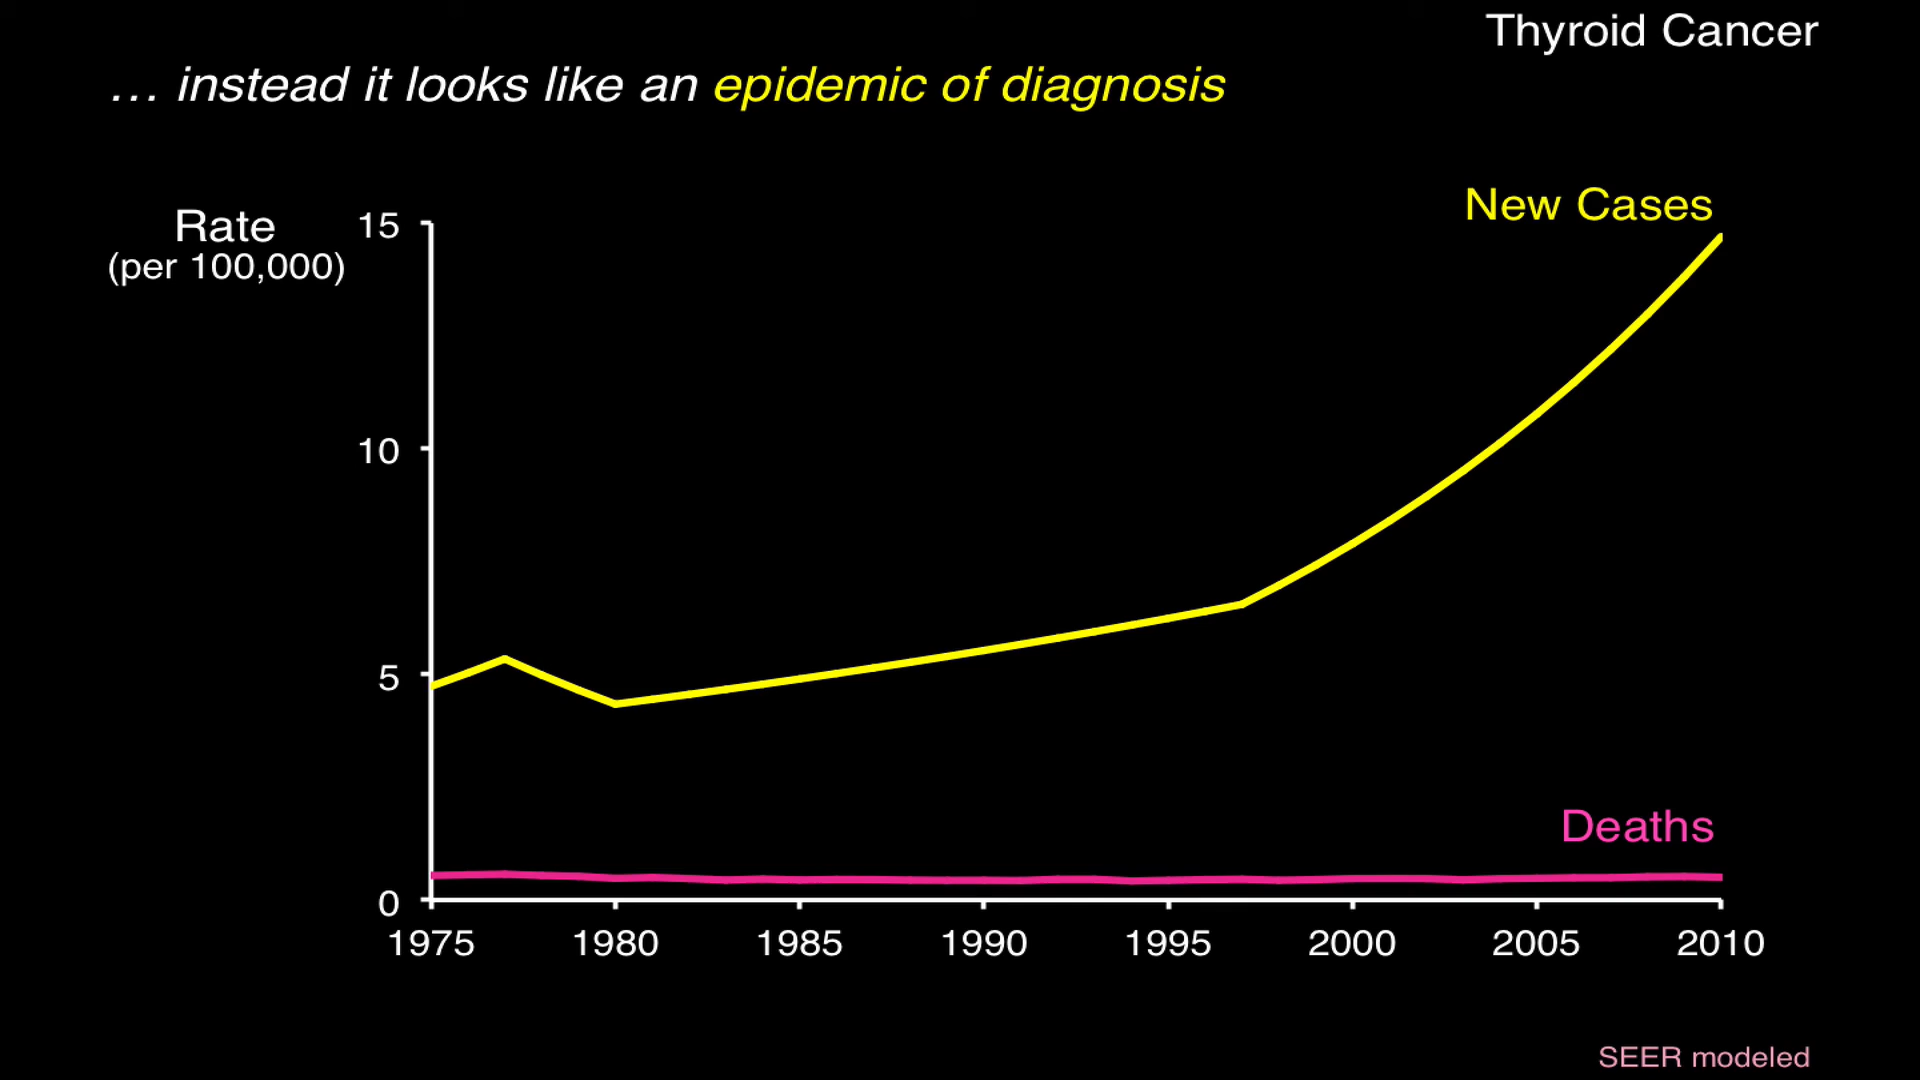 Thyroid Cancer
… instead it looks like an epidemic of diagnosis
New Cases
Rate
(per 100,000)
15
10
5
Deaths
0
1975 1980 1985 1990 1995 2000 2005 2010
SEER modeled